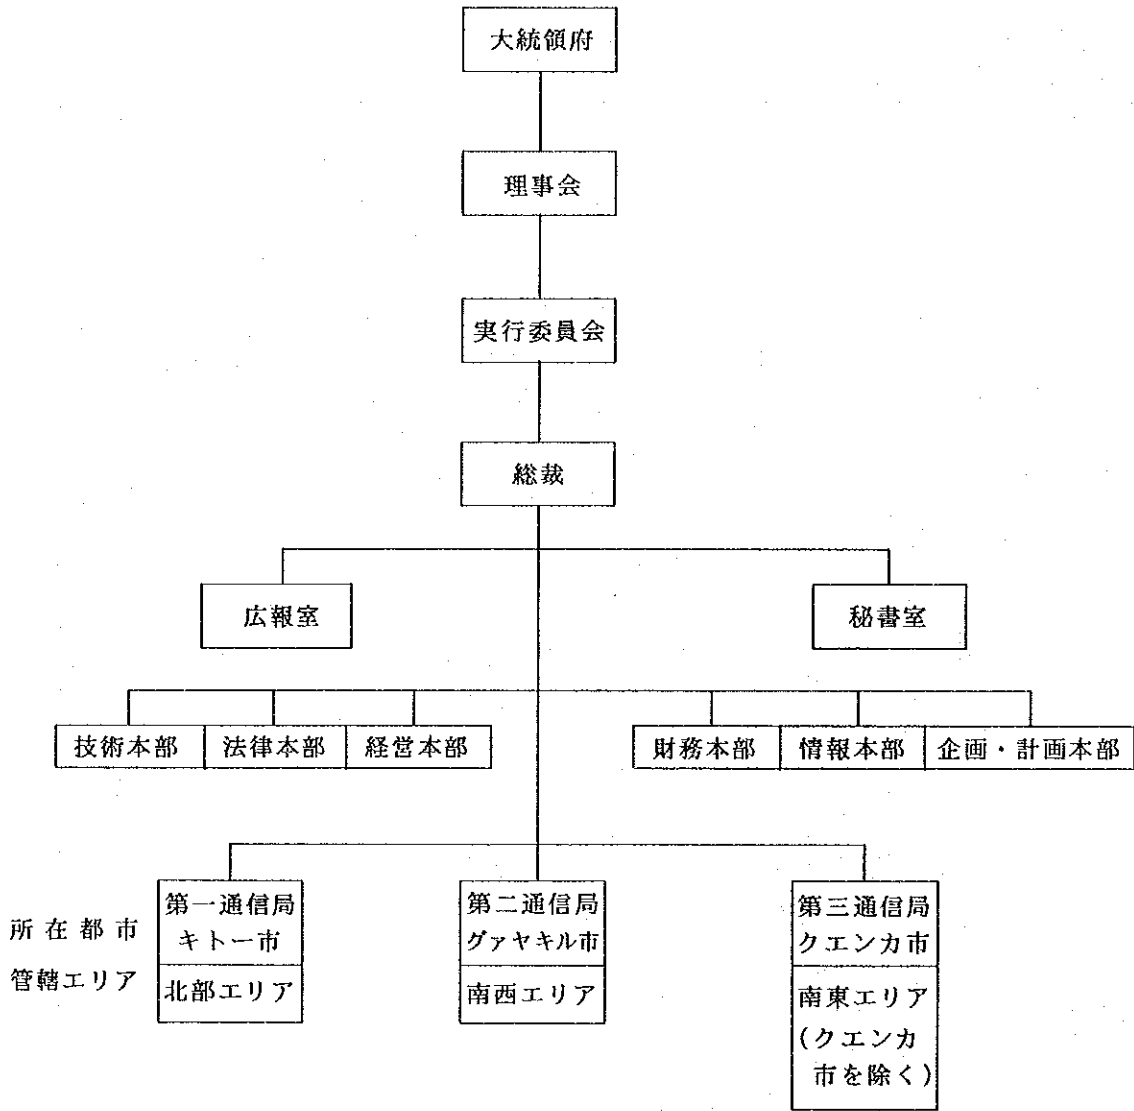 大統領府
理事会
実行委員会
総裁
広報室
秘書室
技術本部
法律本部
経営本部
財務本部
情報本部
企画・計画本部
所在都市
管轄エリア
第一通信局
キトー市
北部エリア
第二通信局
グァヤキル市
南西エリア
第三通信局
クエンカ市
南東エリア
(クエンカ
市を除く)